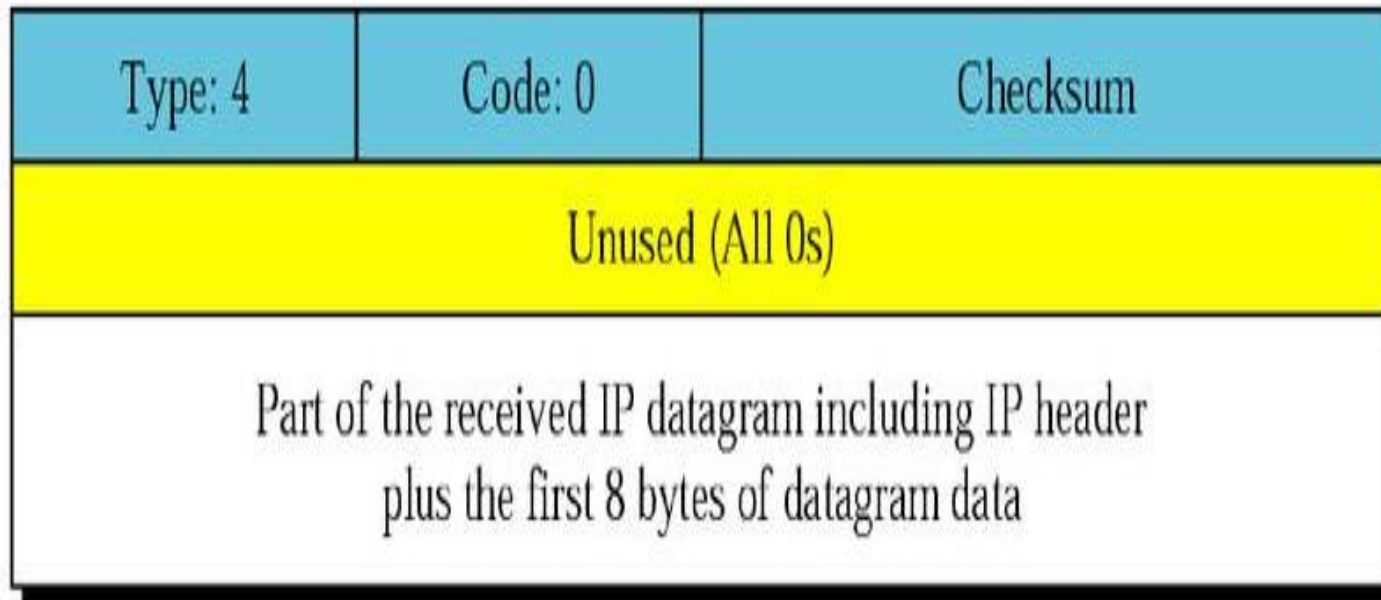 Type: 4 Code: 0 Checksum
Unused (All 0s)
Part of the received IP datagram including IP header
plus the first 8 bytes of datagram data